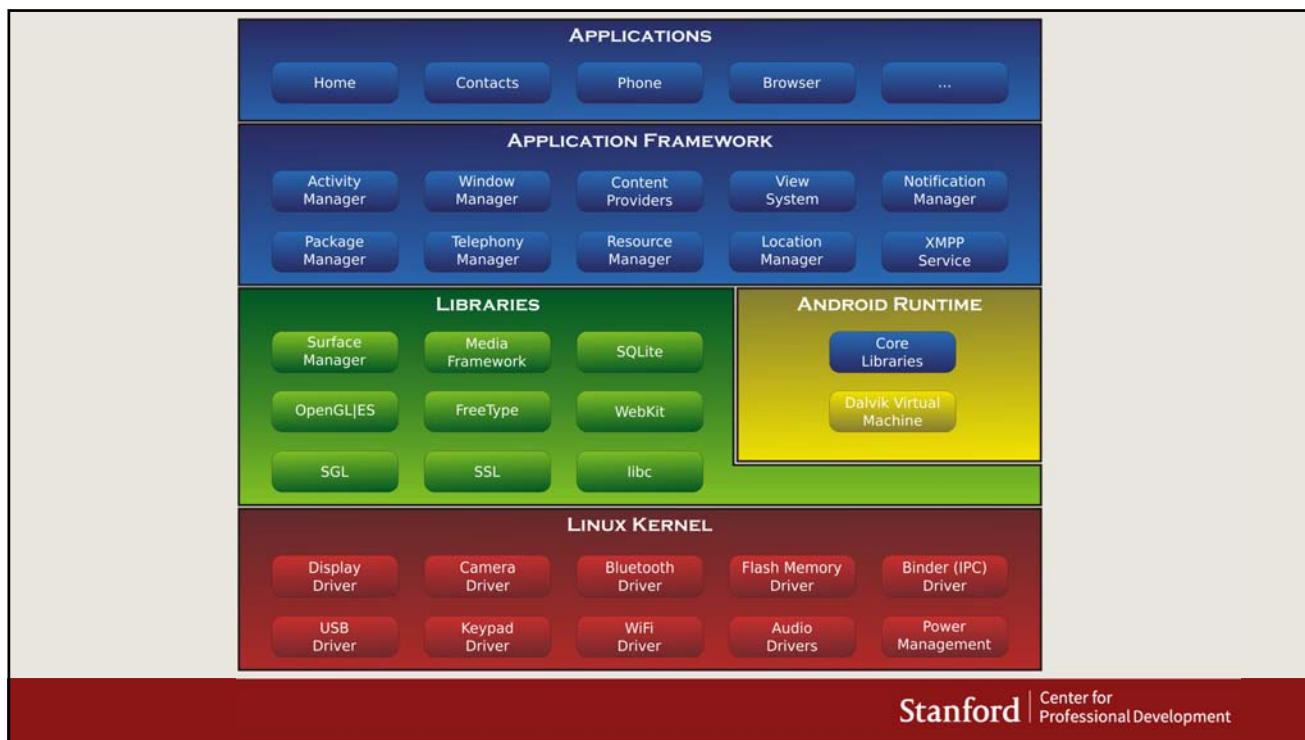 APPLICATIONS
Home
Contacts
Phone
Browser
...
APPLICATION FRAMEWORK
Activity
Manager
Window
Manager
Content
Providers
View
System
Notification
Manager
Package
Manager
Telephony
Manager
Resource
Manager
Location
Manager
XMPP
Service
LIBRARIES
Surface
Manager
Media
Framework
SQLite
OpenGL|ES
FreeType
WebKit
SGL
SSL
libc
ANDROID RUNTIME
Core
Libraries
Dalvik Virtual
Machine
LINUX KERNEL
Display
Driver
Camera
Driver
Bluetooth
Driver
Flash Memory
Driver
Binder (IPC)
Driver
USB
Driver
Keypad
Driver
WiFi
Driver
Audio
Drivers
Power
Management
Stanford
Center for
Professional Development